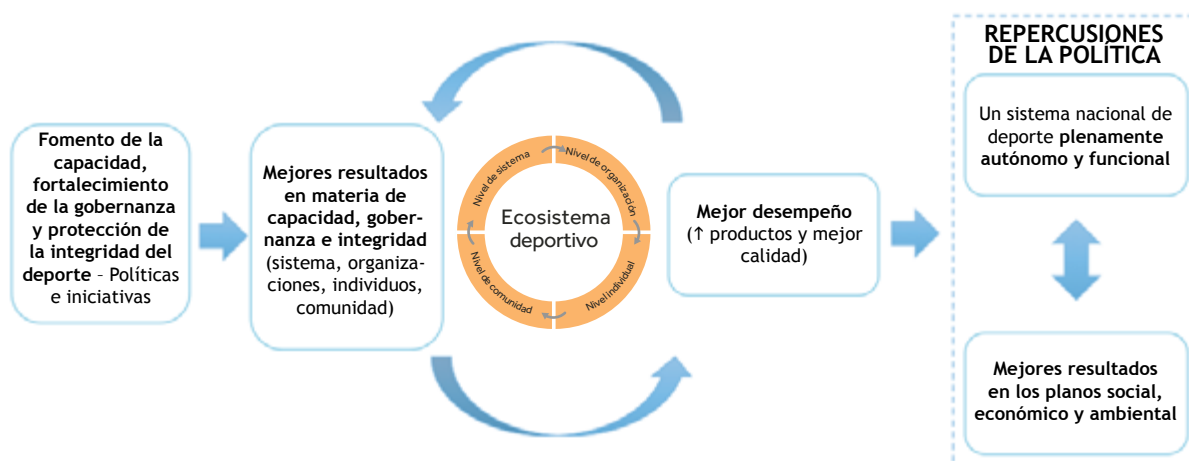 Fomento de la
capacidad,
fortalecimiento
de la gobernanza
y protección de
la integridad del
deporte – Políticas
e iniciativas
Mejores resultados
en materia de
capacidad, gober-
nanza e integridad
(sistema, organiza-
ciones, individuos,
comunidad)
Nivel de sistema
Nivel de organización
Nivel individual
Nivel de comunidad
Ecosistema
deportivo
Mejor desempeño
(↑ productos y mejor
calidad)
REPERCUSIONES
DE LA POLÍTICA
Un sistema nacional de
deporte plenamente
autónomo y funcional
Mejores resultados
en los planos social,
económico y ambiental